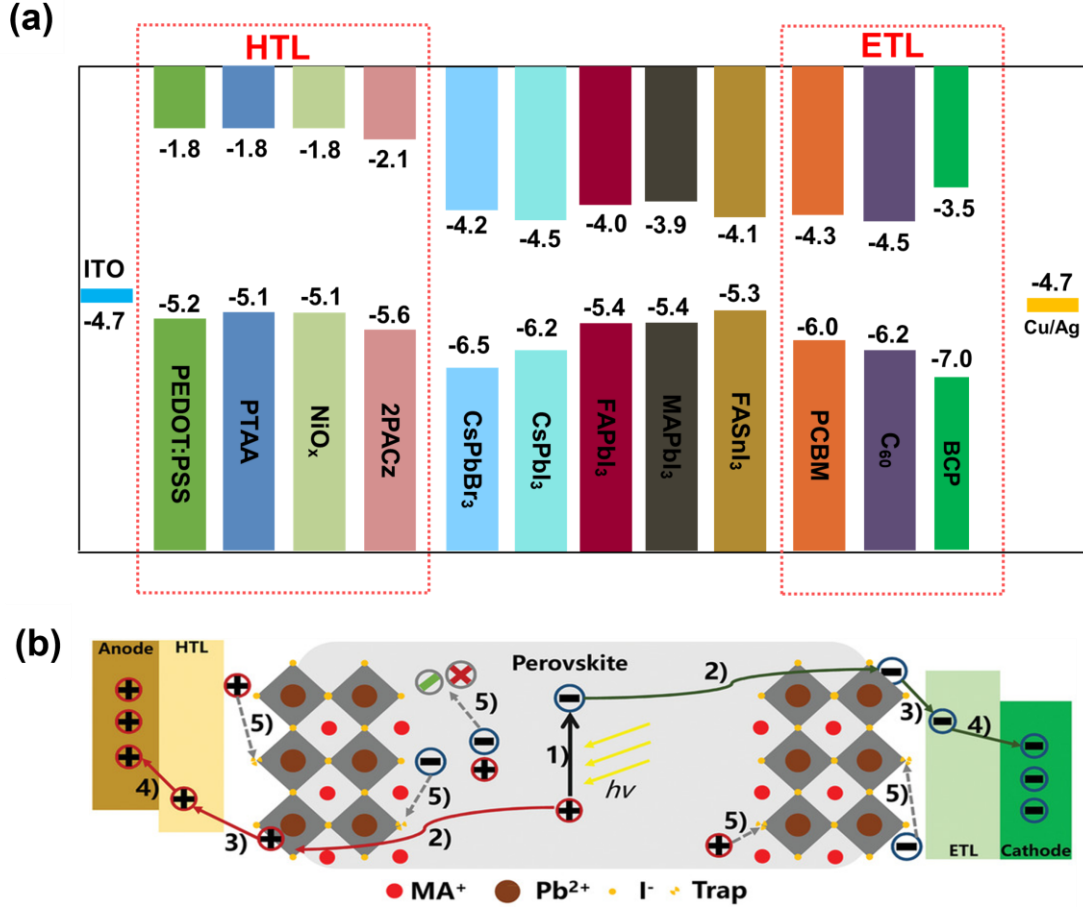 (a)
HTL
ETL
-1.8
-1.8
-1.8
-2.1
-4.2
-4.5
-4.0
-3.9
-4.1
-4.3
-4.5
-3.5
ITO
-4.7
-5.2
-5.1
-5.1
-5.6
-6.5
-6.2
-5.4
-5.4
-5.3
-6.0
-6.2
-7.0
-4.7
Cu/Ag
PEDOT:PSS
PTAA
NiOₓ
2PACz
CsPbBr₃
CsPbI₃
FAPbI₃
MAPbI₃
FASnI₃
PCBM
C₆₀
BCP
(b)
Anode
HTL
Perovskite
2)
5)
5)
3)
4)
1)
hv
4)
5)
5)
3)
2)
5)
ETL
Cathode
MA⁺
Pb²⁺
I⁻
Trap